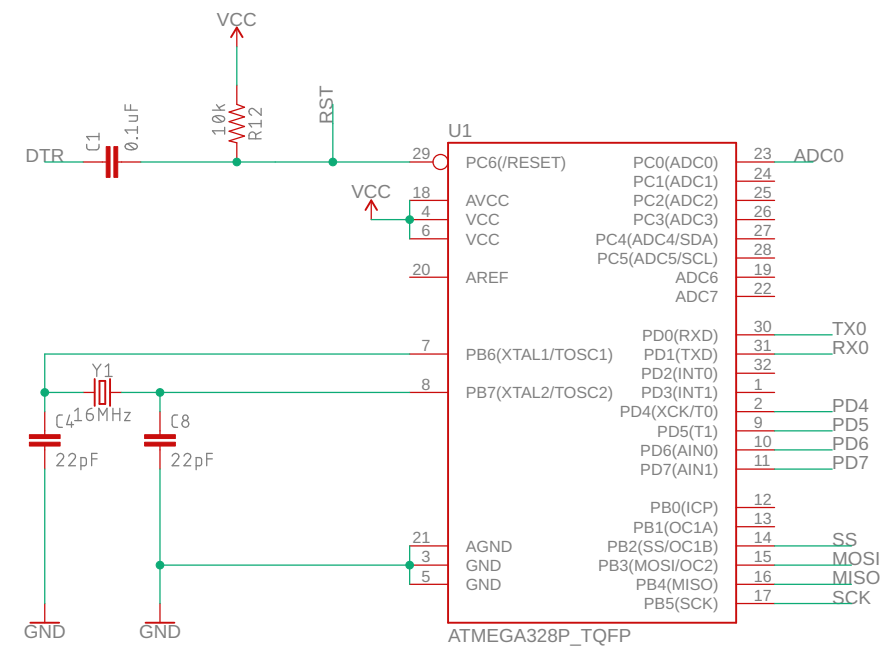 VCC
10k
R12
RST
C1
0.1uF
DTR
U1
29 PC6(/RESET)
VCC
18 AVCC
4 VCC
6 VCC
20 AREF
7 PB6(XTAL1/TOSC1)
8 PB7(XTAL2/TOSC2)
21 AGND
3 GND
5 GND
PC0(ADC0) 23 ADC0
PC1(ADC1) 24
PC2(ADC2) 25
PC3(ADC3) 26
PC4(ADC4/SDA) 27
PC5(ADC5/SCL) 28
ADC6 19
ADC7 22
PD0(RXD) 30 TX0
PD1(TXD) 31 RX0
PD2(INT0) 32
PD3(INT1) 1
PD4(XCK/T0) 2 PD4
PD5(T1) 9 PD5
PD6(AIN0) 10 PD6
PD7(AIN1) 11 PD7
PB0(ICP) 12
PB1(OC1A) 13
PB2(SS/OC1B) 14 SS
PB3(MOSI/OC2) 15 MOSI
PB4(MISO) 16 MISO
PB5(SCK) 17 SCK
ATMEGA328P_TQFP
Y1
16MHz
C4
22pF
C8
22pF
GND
GND